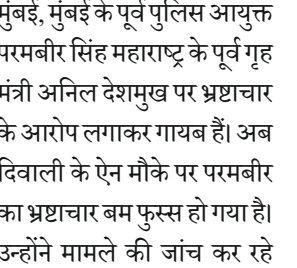 मुंबई, मुंबई के पूर्व पुलिस आयुक्त
परमबीर सिंह महाराष्ट्र के पूर्व गृह
मंत्री अनिल देशमुख पर भ्रष्टाचार
के आरोप लगाकर गायब हैं। अब
दिवाली के ऐन मौके पर परमबीर
का भ्रष्टाचार बम फुस्स हो गया है।
उन्होंने मामले की जांच कर रहे